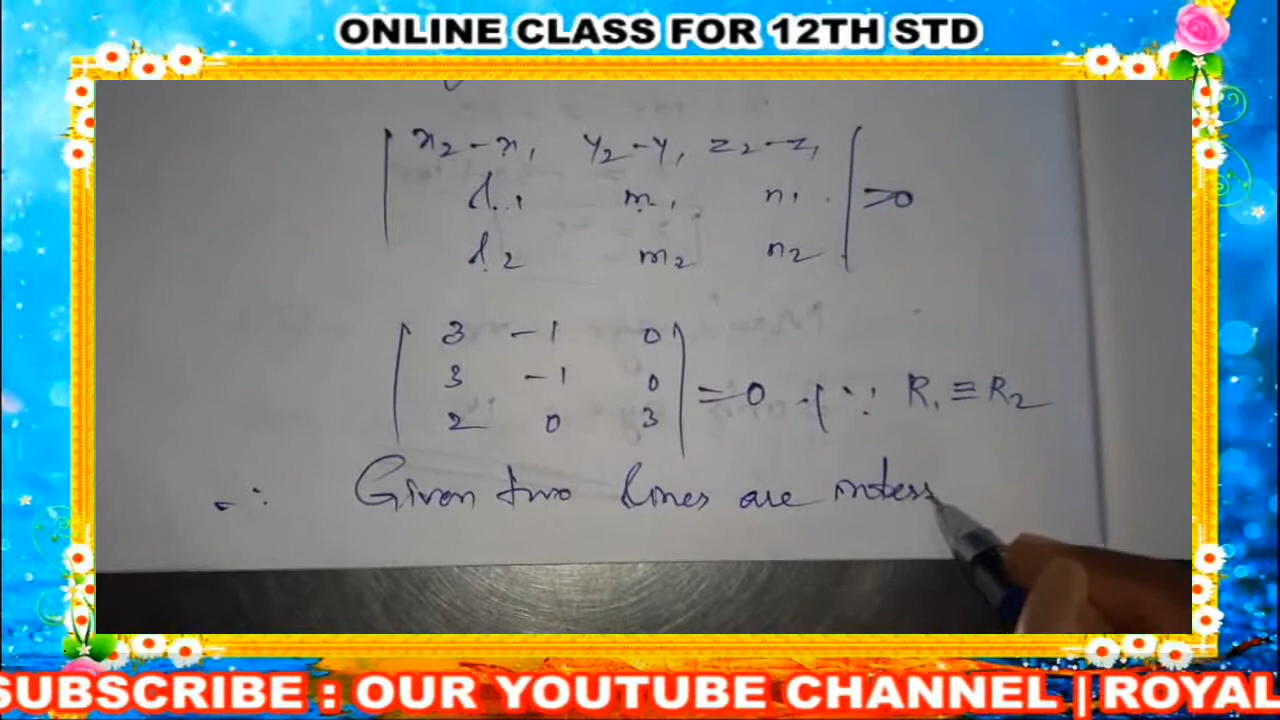 ONLINE CLASS FOR 12TH STD
x₂-x₁ y₂-y₁ z₂-z₁
l₁ m₁ n₁ =0
l₂ m₂ n₂
3 -1 0
3 -1 0 =0 (∵ R₁ ≡ R₂
2 0 3
∴ Given two lines are
SUBSCRIBE : OUR YOUTUBE CHANNEL | ROYAL